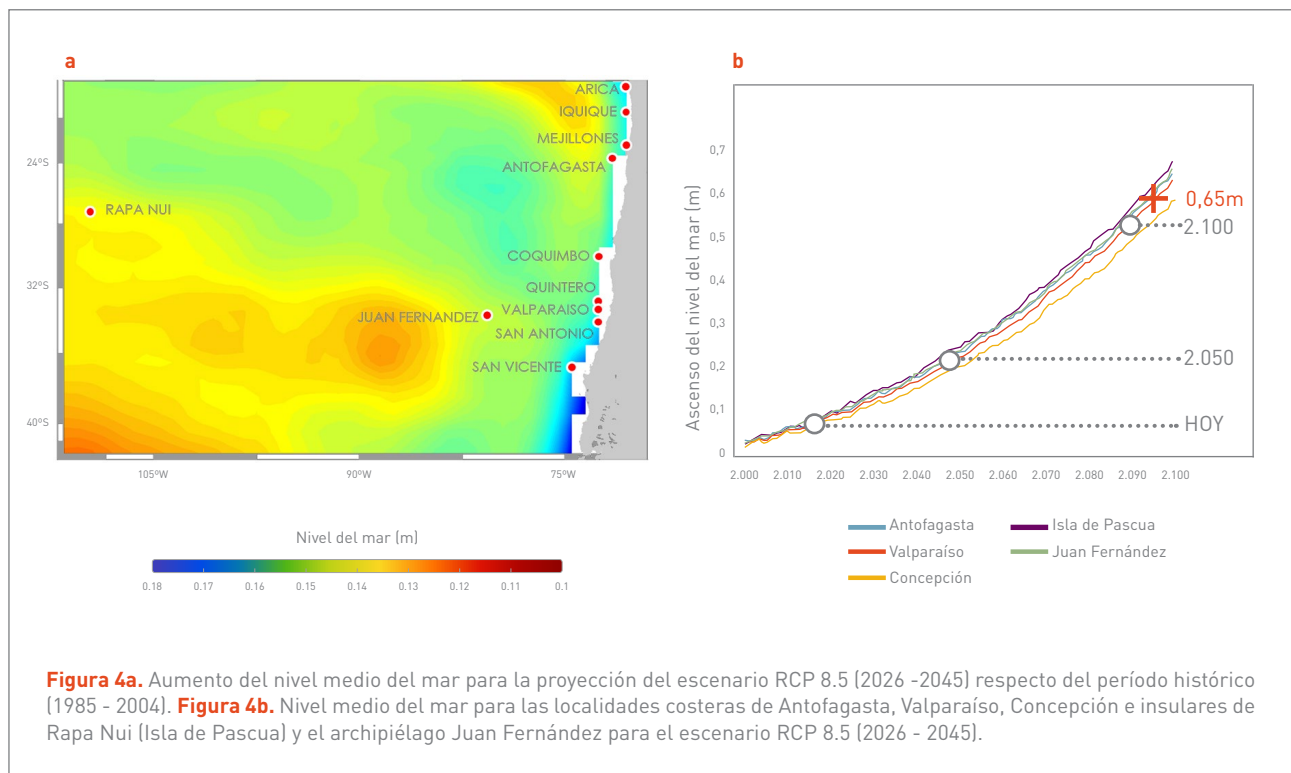 a
ARICA
IQUIQUE
MEJILLONES
ANTOFAGASTA
RAPA NUI
COQUIMBO
QUINTERO
VALPARAISO
JUAN FERNANDEZ
SAN ANTONIO
SAN VICENTE
24ºS
32ºS
40ºS
105ºW
90ºW
75ºW
Nivel del mar (m)
0.18 0.17 0.16 0.15 0.14 0.13 0.12 0.11 0.1
b
Ascenso del nivel del mar (m)
0,7
0,6
0,5
0,4
0,3
0,2
0,1
0
0,65m
2.100
2.050
HOY
2.000 2.010 2.020 2.030 2.040 2.050 2.060 2.070 2.080 2.090 2.100
Antofagasta
Isla de Pascua
Valparaíso
Juan Fernández
Concepción
Figura 4a. Aumento del nivel medio del mar para la proyección del escenario RCP 8.5 (2026 -2045) respecto del período histórico
(1985 - 2004). Figura 4b. Nivel medio del mar para las localidades costeras de Antofagasta, Valparaíso, Concepción e insulares de
Rapa Nui (Isla de Pascua) y el archipiélago Juan Fernández para el escenario RCP 8.5 (2026 - 2045).